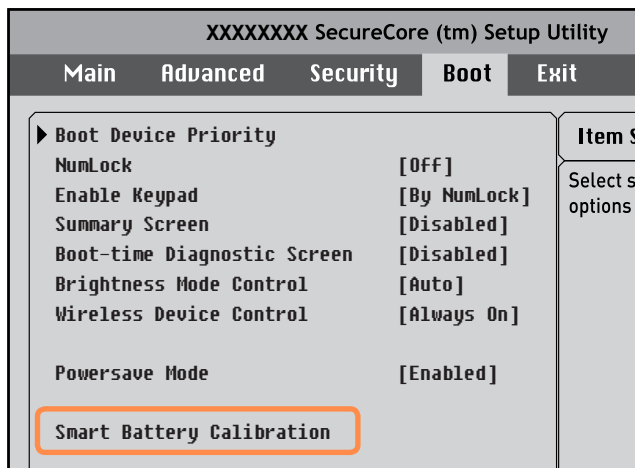 XXXXXXXX SecureCore (tm) Setup Utility
Main Advanced Security Boot Exit
Boot Device Priority
NumLock [Off]
Enable Keypad [By NumLock]
Summary Screen [Disabled]
Boot-time Diagnostic Screen [Disabled]
Brightness Mode Control [Auto]
Wireless Device Control [Always On]
Powersave Mode [Enabled]
Smart Battery Calibration
Item
Select
options